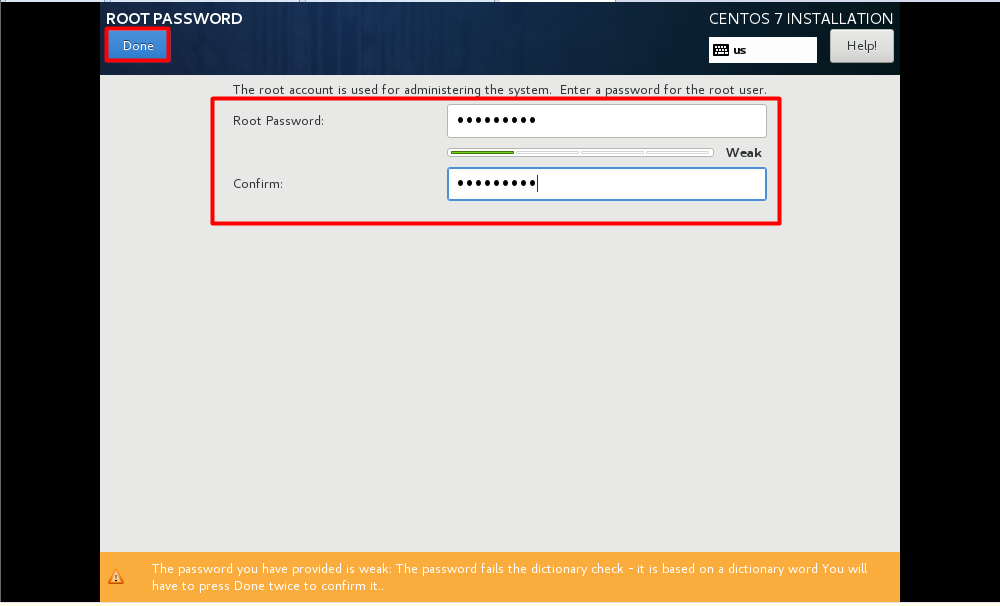 ROOT PASSWORD
CENTOS 7 INSTALLATION
Done
us
Help!
The root account is used for administering the system. Enter a password for the root user.
Root Password:
●●●●●●●●●
Weak
Confirm:
●●●●●●●●●
The password you have provided is weak: The password fails the dictionary check - it is based on a dictionary word You will
have to press Done twice to confirm it..